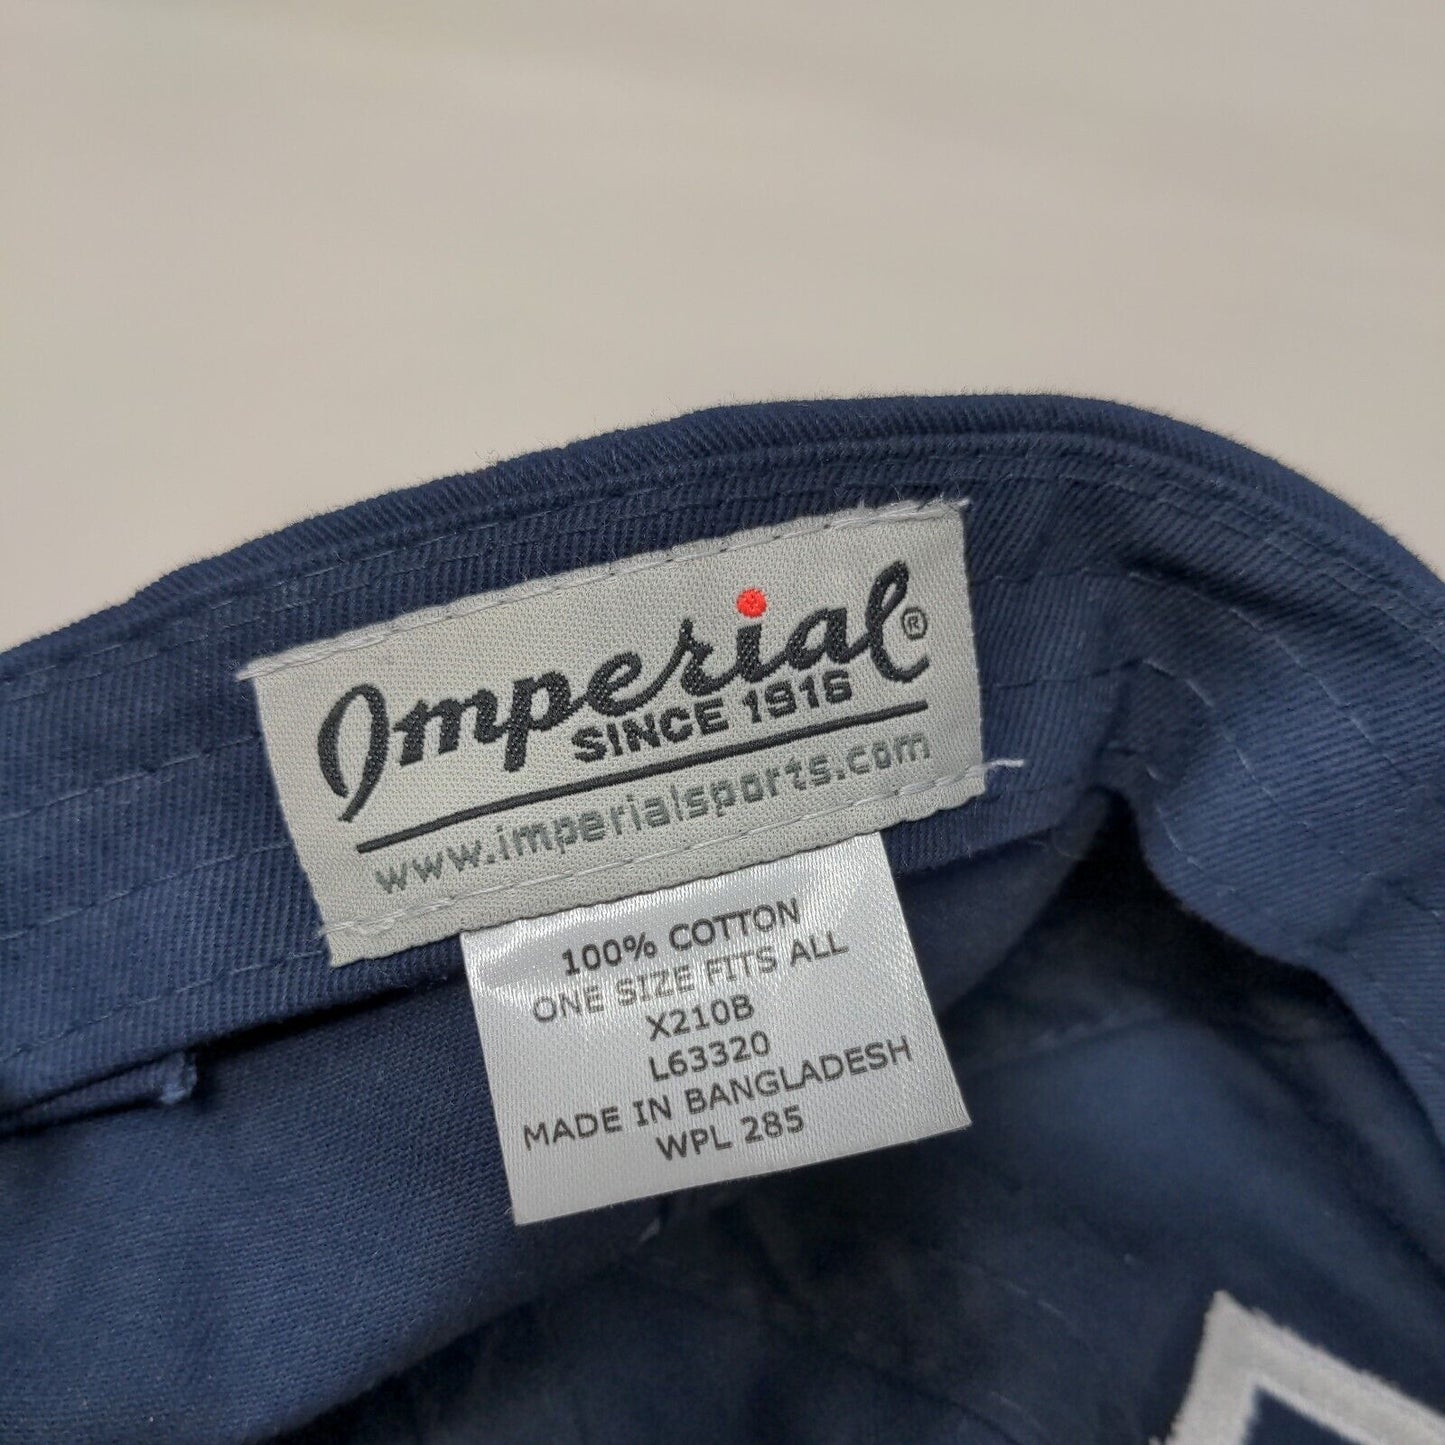 Imperial®
SINCE 1916
www.imperialsports.com
100% COTTON
ONE SIZE FITS ALL
X210B
L63320
MADE IN BANGLADESH
WPL 285